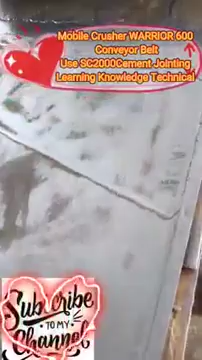 Mobile Crusher WARRIOR 600
Conveyor Belt
Use SC2000Cement Jointing
Learning Knowledge Technical
Subscribe
TO MY
Channel